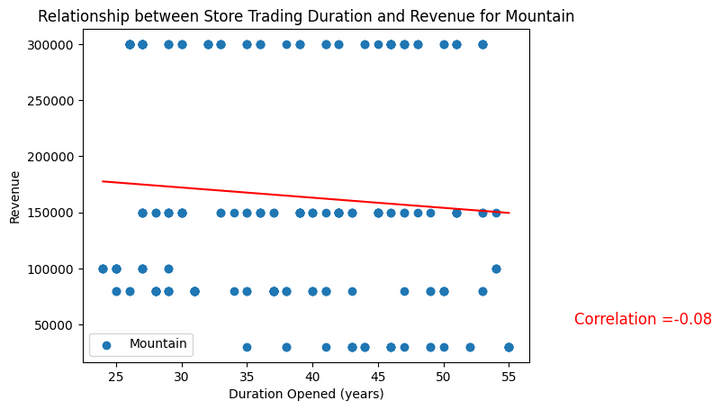 Relationship between Store Trading Duration and Revenue for Mountain
300000
250000
200000
150000
100000
50000
Revenue
Mountain
Correlation =-0.08
25 30 35 40 45 50 55
Duration Opened (years)